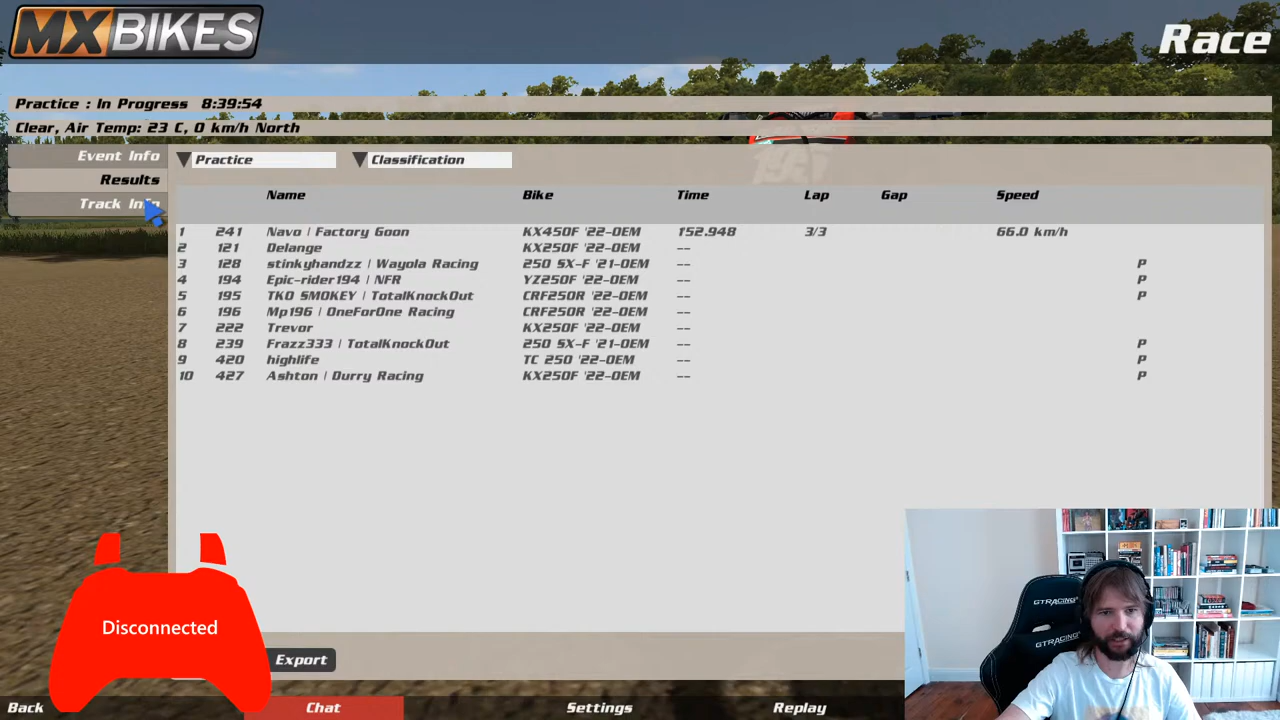 MXBIKES
Race
Practice : In Progress 8:39:54
Clear, Air Temp: 23 C, 0 km/h North
Event Info
Results
Track Info
Practice
Classification
Name Bike Time Lap Gap Speed
1 241 Navo | Factory Goon KX450F '22-OEM 1'52.948 3/3 66.0 km/h
2 121 Delange KX250F '22-OEM --
3 128 stinkyhandzz | Wayola Racing 250 SX-F '21-OEM -- P
4 194 Epic-rider194 | NFR YZ250F '22-OEM -- P
5 195 TKO SMOKEY | TotalKnockOut CRF250R '22-OEM -- P
6 196 Mp196 | OneForOne Racing CRF250R '22-OEM --
7 222 Trevor KX250F '22-OEM --
8 239 Frazz333 | TotalKnockOut 250 SX-F '21-OEM -- P
9 420 highlife TC 250 '22-OEM -- P
10 427 Ashton | Durry Racing KX250F '22-OEM -- P
Disconnected
Export
GTRACING
GTRACING
Back
Chat
Settings
Replay